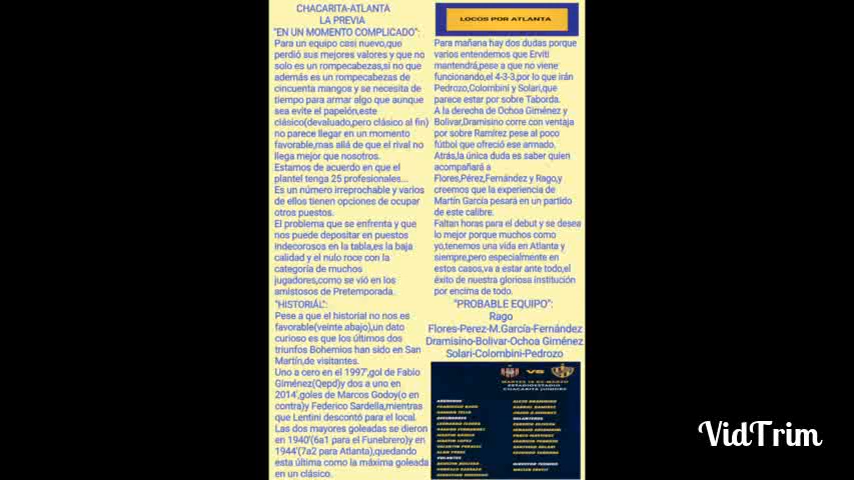 CHACARITA-ATLANTA
LA PREVIA
"EN UN MOMENTO COMPLICADO":
Para un equipo casi nuevo,que
perdió sus mejores valores y que no
solo es un rompecabezas,si no que
además es un rompecabezas de
cincuenta mangos y se necesita de
tiempo para armar algo que aunque
sea evite el papelón,este
clásico(devaluado,pero clásico al fin)
no parece llegar en un momento
favorable,mas allá de que el rival no
llega mejor que nosotros.
Estamos de acuerdo en que el
plantel tenga 25 profesionales...
Es un número irreprochable y varios
de ellos tienen opciones de ocupar
otros puestos.
El problema que se enfrenta y que
nos puede depositar en puestos
indecorosos en la tabla,es la baja
calidad y el nulo roce con la
categoría de muchos
jugadores,como se vió en los
amistosos de Pretemporada.
"HISTORIÁL":
Pese a que el historial no nos es
favorable(veinte abajo),un dato
curioso es que los últimos dos
triunfos Bohemios han sido en San
Martín,de visitantes.
Uno a cero en el 1997',gol de Fabio
Giménez(Qepd)y dos a uno en
2014',goles de Marcos Godoy(o en
contra)y Federico Sardella,mientras
que Lentini descontó para el local.
Las dos mayores goleadas se dieron
en 1940'(6a1 para el Funebrero)y en
1944'(7a2 para Atlanta),quedando
esta última como la máxima goleada
en un clásico.
LOCOS POR ATLANTA
Para mañana hay dos dudas porque
varios entendemos que Erviti
mantendrá,pese a que no viene
funcionando,el 4-3-3,por lo que irán
Pedrozo,Colombini y Solari,que
parece estar por sobre Taborda.
A la derecha de Ochoa Giménez y
Bolivar,Dramisino corre con ventaja
por sobre Ramírez pese al poco
fútbol que ofreció ese armado.
Atrás,la única duda es saber quien
acompañará a
Flores,Pérez,Fernández y Rago,y
creemos que la experiencia de
Martín García pesará en un partido
de este calibre.
Faltan horas para el debut y se desea
lo mejor porque muchos como
yo,tenemos una vida en Atlanta y
siempre,pero especialmente en
estos casos,va a estar ante todo,el
éxito de nuestra gloriosa institución
por encima de todo.
"PROBABLE EQUIPO":
Rago
Flores-Perez-M.García-Fernández
Dramisino-Bolivar-Ochoa Giménez
Solari-Colombini-Pedrozo
VS
VidTrim